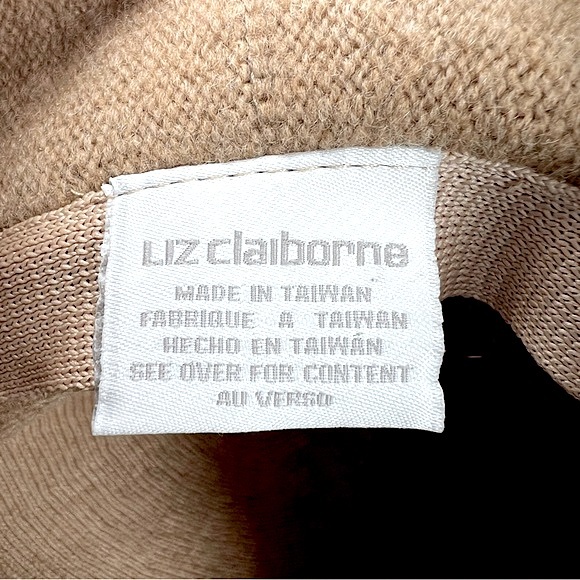 Liz claiborne
MADE IN TAIWAN
FABRIQUE A TAIWAN
HECHO EN TAIWÁN
SEE OVER FOR CONTENT
AU VERSO